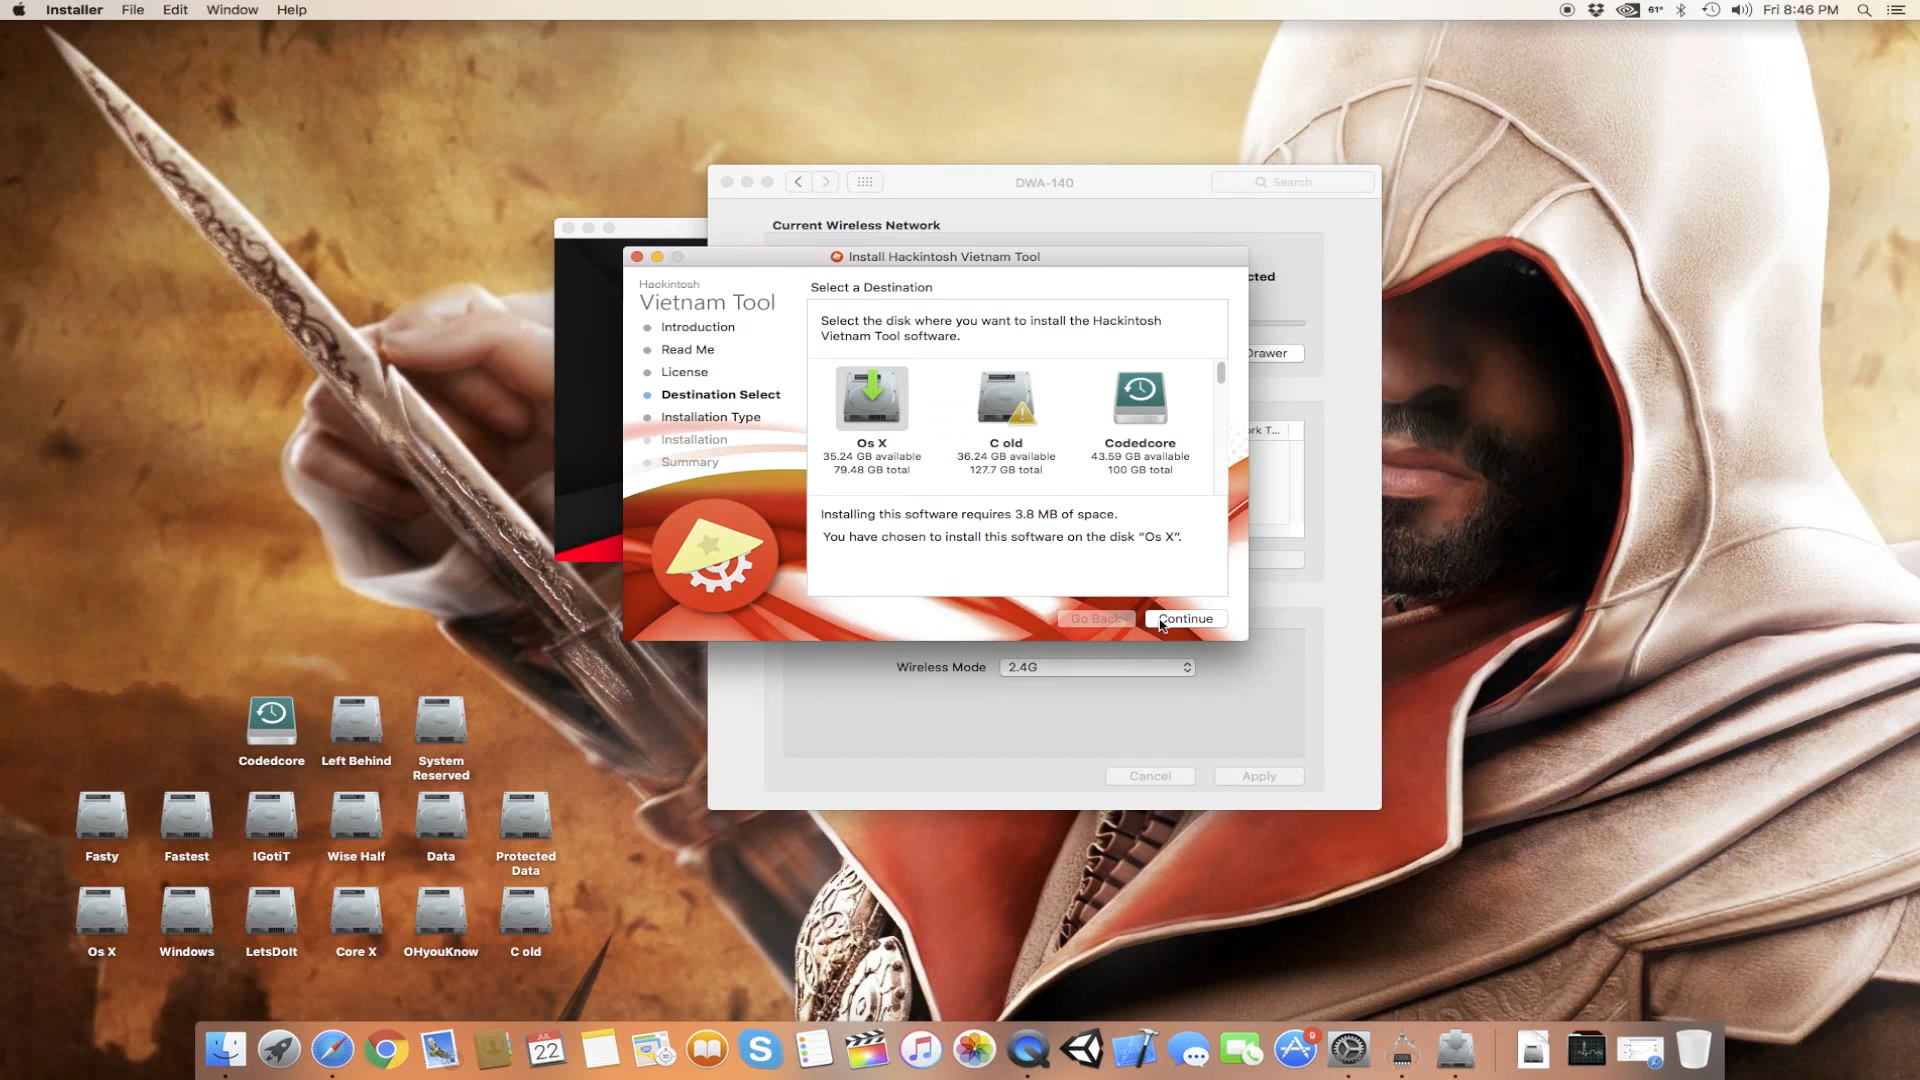 Installer File Edit Window Help
61° Fri 8:46 PM
DWA-140
Search
Current Wireless Network
Install Hackintosh Vietnam Tool
Hackintosh
Vietnam Tool
Introduction
Read Me
License
Destination Select
Installation Type
Installation
Summary
Select a Destination
Select the disk where you want to install the Hackintosh
Vietnam Tool software.
Os X
35.24 GB available
79.48 GB total
C old
36.24 GB available
127.7 GB total
Codedcore
43.59 GB available
100 GB total
Installing this software requires 3.8 MB of space.
You have chosen to install this software on the disk “Os X”.
Go Back
Continue
cted
Drawer
ork T...
Wireless Mode 2.4G
Cancel Apply
Codedcore Left Behind System
Reserved
Fasty Fastest IGotiT Wise Half Data Protected
Data
Os X Windows LetsDoIt Core X OHyouKnow C old
JUL
22
S
9